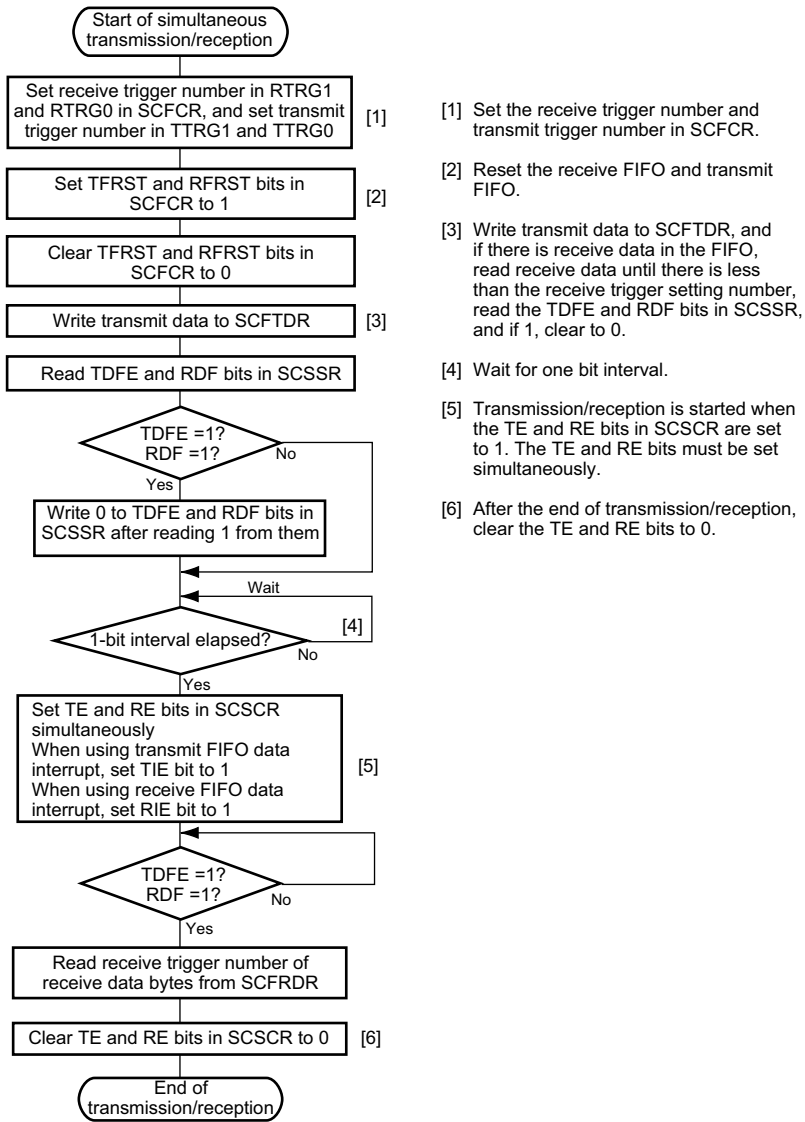 Start of simultaneous
transmission/reception
Set receive trigger number in RTRG1
and RTRG0 in SCFCR, and set transmit
trigger number in TTRG1 and TTRG0
[1]
Set TFRST and RFRST bits in
SCFCR to 1
[2]
Clear TFRST and RFRST bits in
SCFCR to 0
Write transmit data to SCFTDR
[3]
Read TDFE and RDF bits in SCSSR
TDFE =1?
RDF =1?
No
Yes
Write 0 to TDFE and RDF bits in
SCSSR after reading 1 from them
Wait
1-bit interval elapsed?
[4]
No
Yes
Set TE and RE bits in SCSCR
simultaneously
When using transmit FIFO data
interrupt, set TIE bit to 1
When using receive FIFO data
interrupt, set RIE bit to 1
[5]
TDFE =1?
RDF =1?
No
Yes
Read receive trigger number of
receive data bytes from SCFRDR
Clear TE and RE bits in SCSCR to 0
[6]
End of
transmission/reception
[1] Set the receive trigger number and
transmit trigger number in SCFCR.
[2] Reset the receive FIFO and transmit
FIFO.
[3] Write transmit data to SCFTDR, and
if there is receive data in the FIFO,
read receive data until there is less
than the receive trigger setting number,
read the TDFE and RDF bits in SCSSR,
and if 1, clear to 0.
[4] Wait for one bit interval.
[5] Transmission/reception is started when
the TE and RE bits in SCSCR are set
to 1. The TE and RE bits must be set
simultaneously.
[6] After the end of transmission/reception,
clear the TE and RE bits to 0.